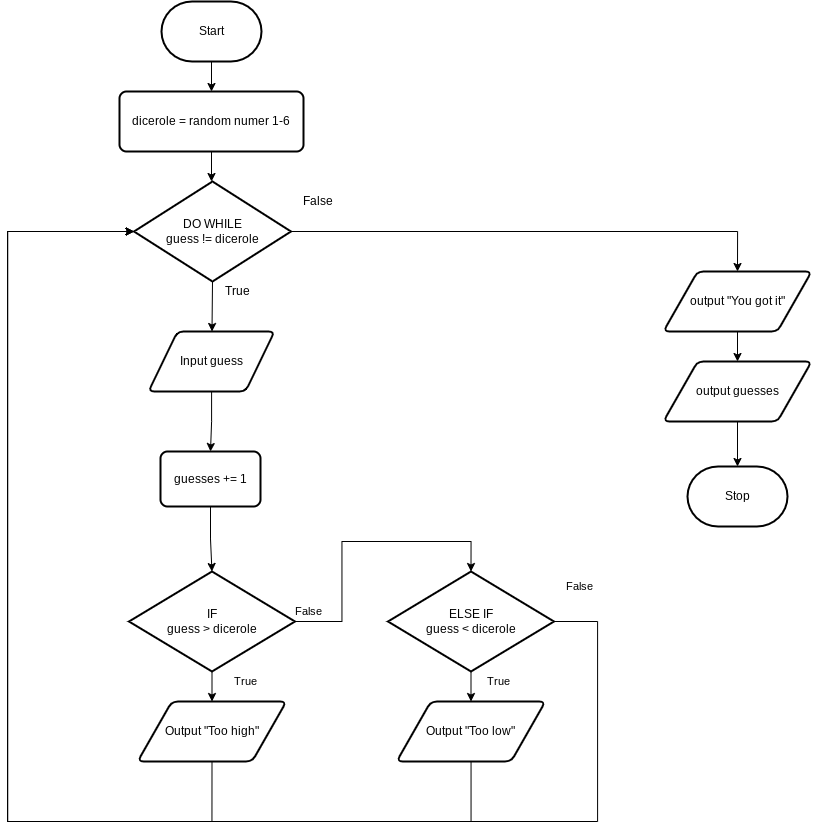 Start
dicerole = random numer 1-6
False
DO WHILE
guess != dicerole
True
output "You got it"
Input guess
output guesses
guesses += 1
Stop
False
IF
guess > dicerole
False
ELSE IF
guess < dicerole
True
True
Output "Too high"
Output "Too low"